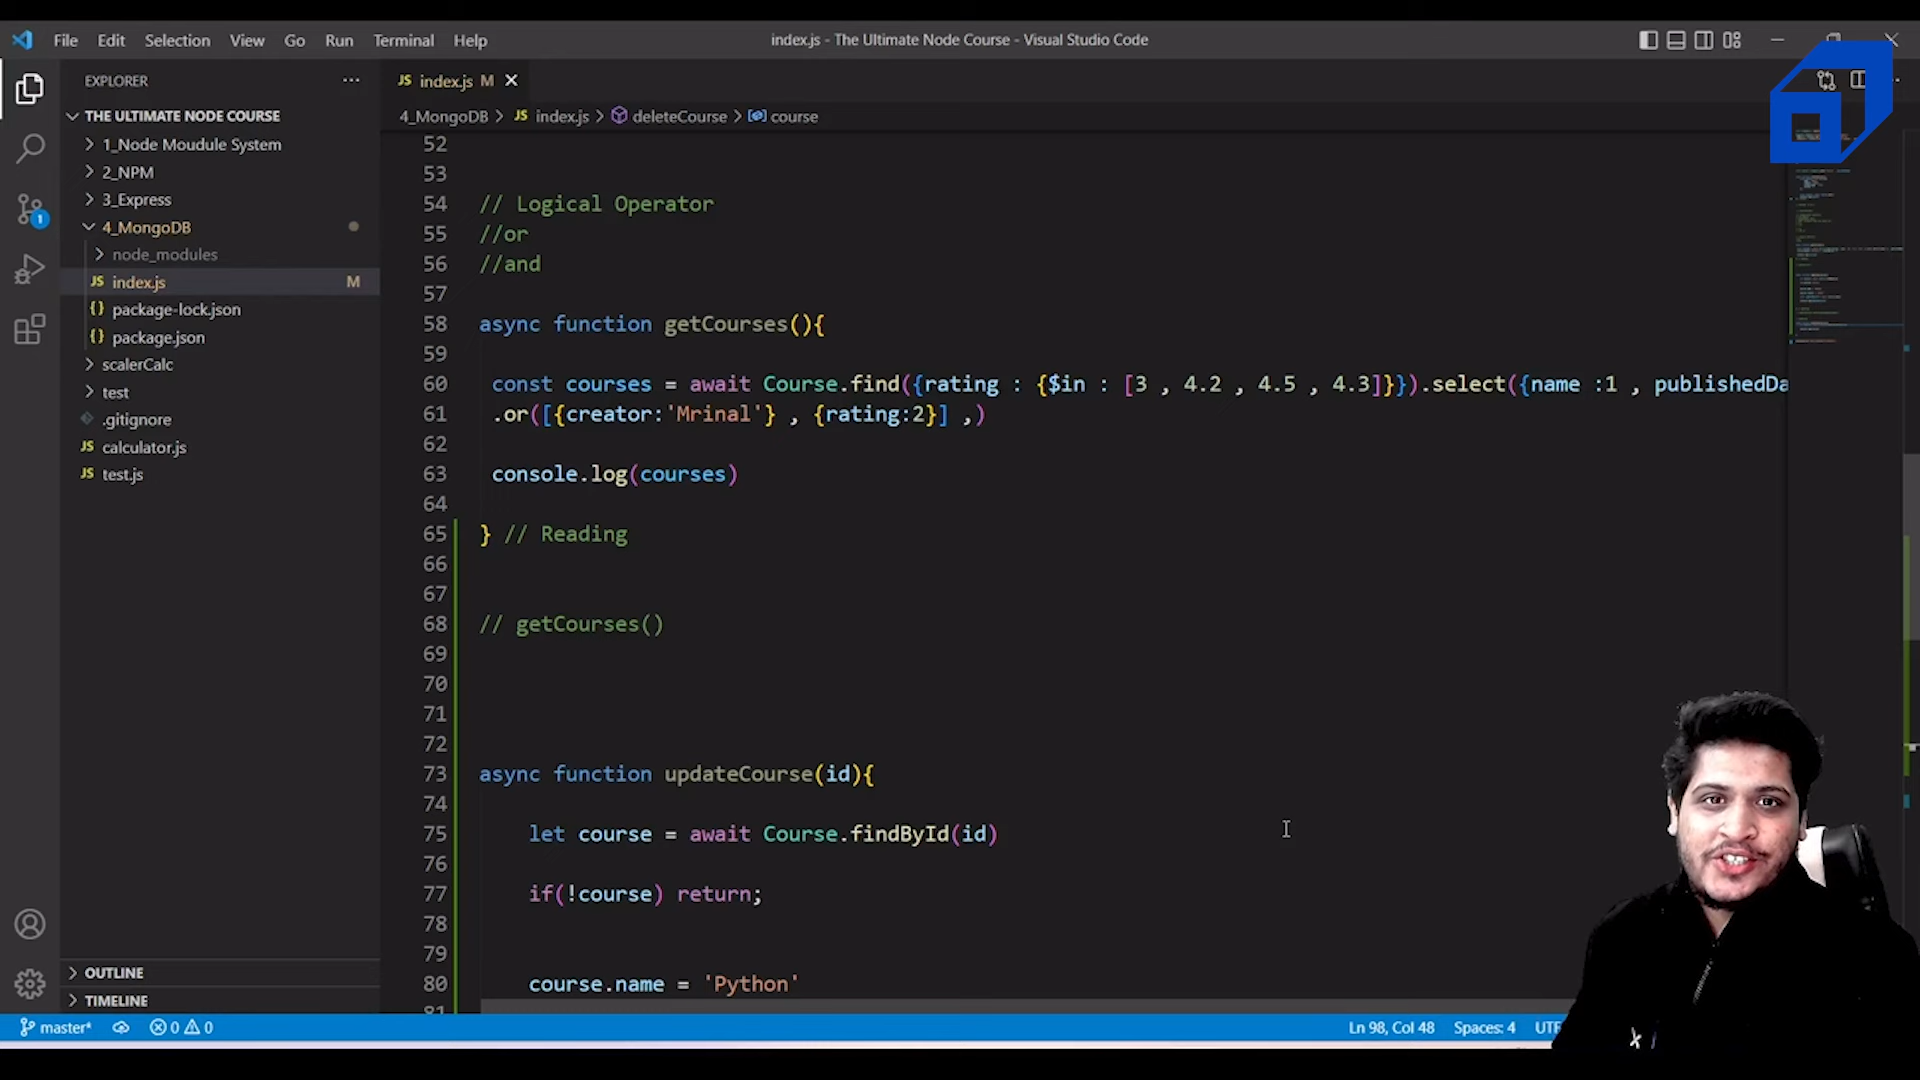 File Edit Selection View Go Run Terminal Help
index.js - The Ultimate Node Course - Visual Studio Code
EXPLORER
THE ULTIMATE NODE COURSE
1_Node Moudule System
2_NPM
3_Express
4_MongoDB
node_modules
JS index.js M
{} package-lock.json
{} package.json
scalerCalc
test
.gitignore
JS calculator.js
JS test.js
OUTLINE
TIMELINE
1
JS index.js M
4_MongoDB > JS index.js > deleteCourse > course
52
53
54 // Logical Operator
55 //or
56 //and
57
58 async function getCourses(){
59
60 const courses = await Course.find({rating : {$in : [3 , 4.2 , 4.5 , 4.3]}}).select({name :1 , publishedDa
61 .or([{creator:'Mrinal'} , {rating:2}] ,)
62
63 console.log(courses)
64
65 } // Reading
66
67
68 // getCourses()
69
70
71
72
73 async function updateCourse(id){
74
75 let course = await Course.findById(id)
76
77 if(!course) return;
78
79
80 course.name = 'Python'
81
master* 0 0
Ln 98, Col 48 Spaces: 4 UTF